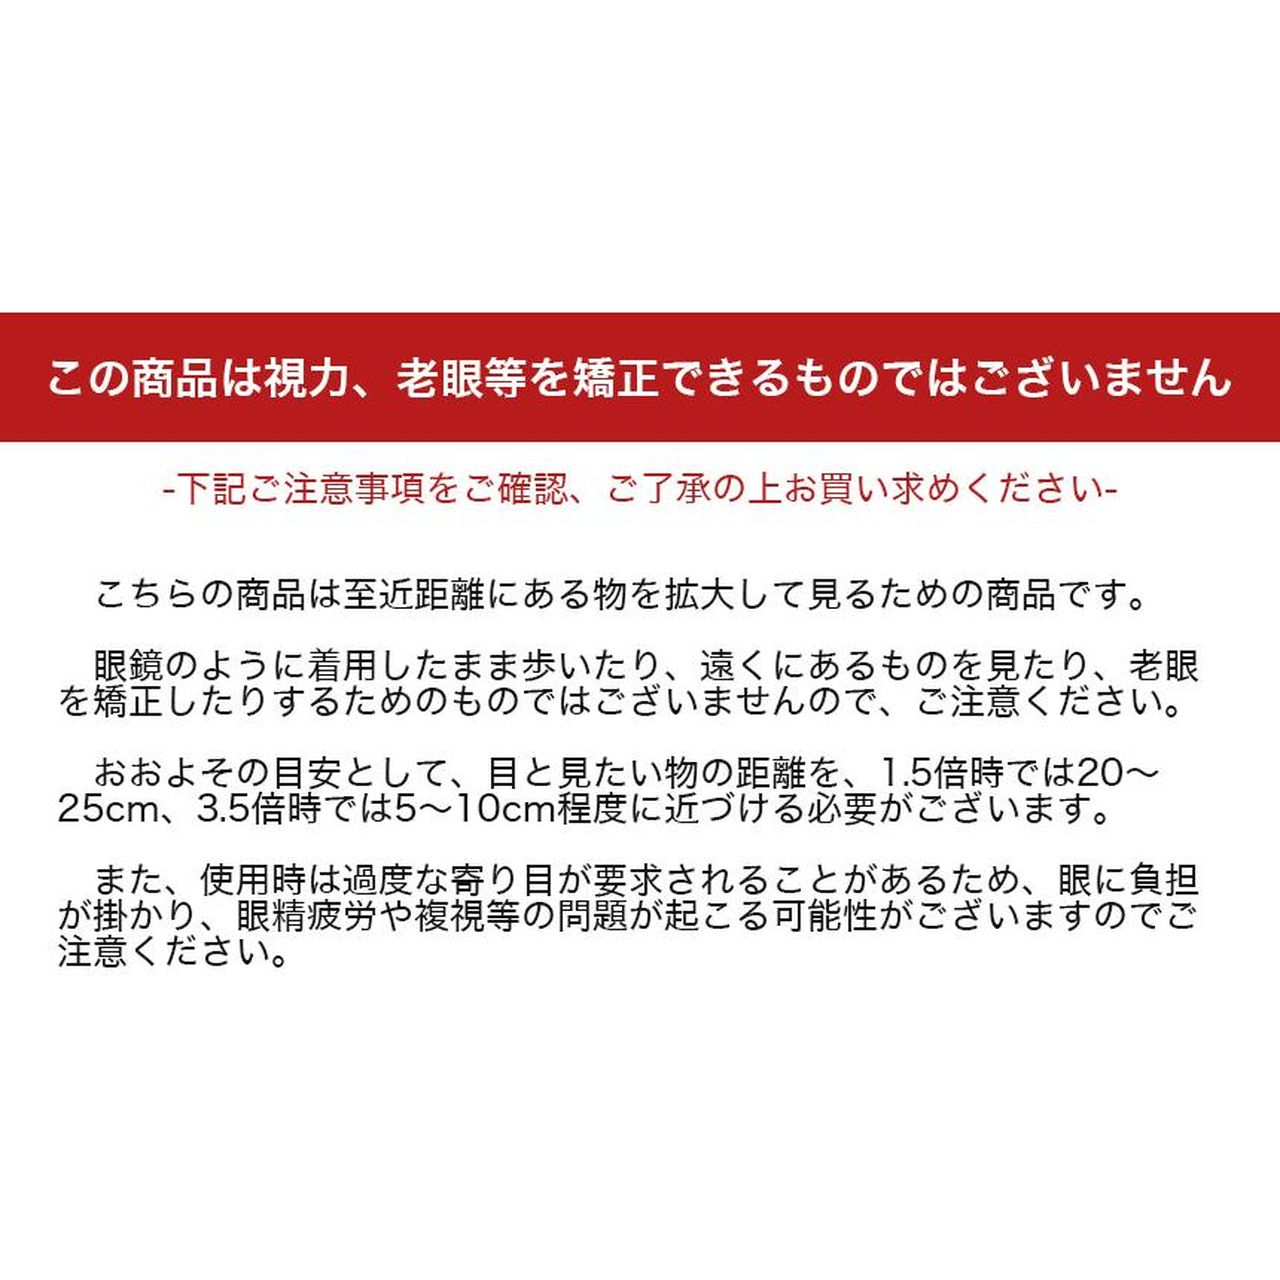 この商品は視力、老眼等を矯正できるものではございません
-下記ご注意事項をご確認、ご了承の上お買い求めください-
こちらの商品は至近距離にある物を拡大して見るための商品です。
眼鏡のように着用したまま歩いたり、遠くにあるものを見たり、老眼
を矯正したりするためのものではございませんので、ご注意ください。
おおよその目安として、目と見たい物の距離を、1.5倍時では20〜
25cm、3.5倍時では5〜10cm程度に近づける必要がございます。
また、使用時は過度な寄り目が要求されることがあるため、眼に負担
が掛かり、眼精疲労や複視等の問題が起こる可能性がございますのでご
注意ください。